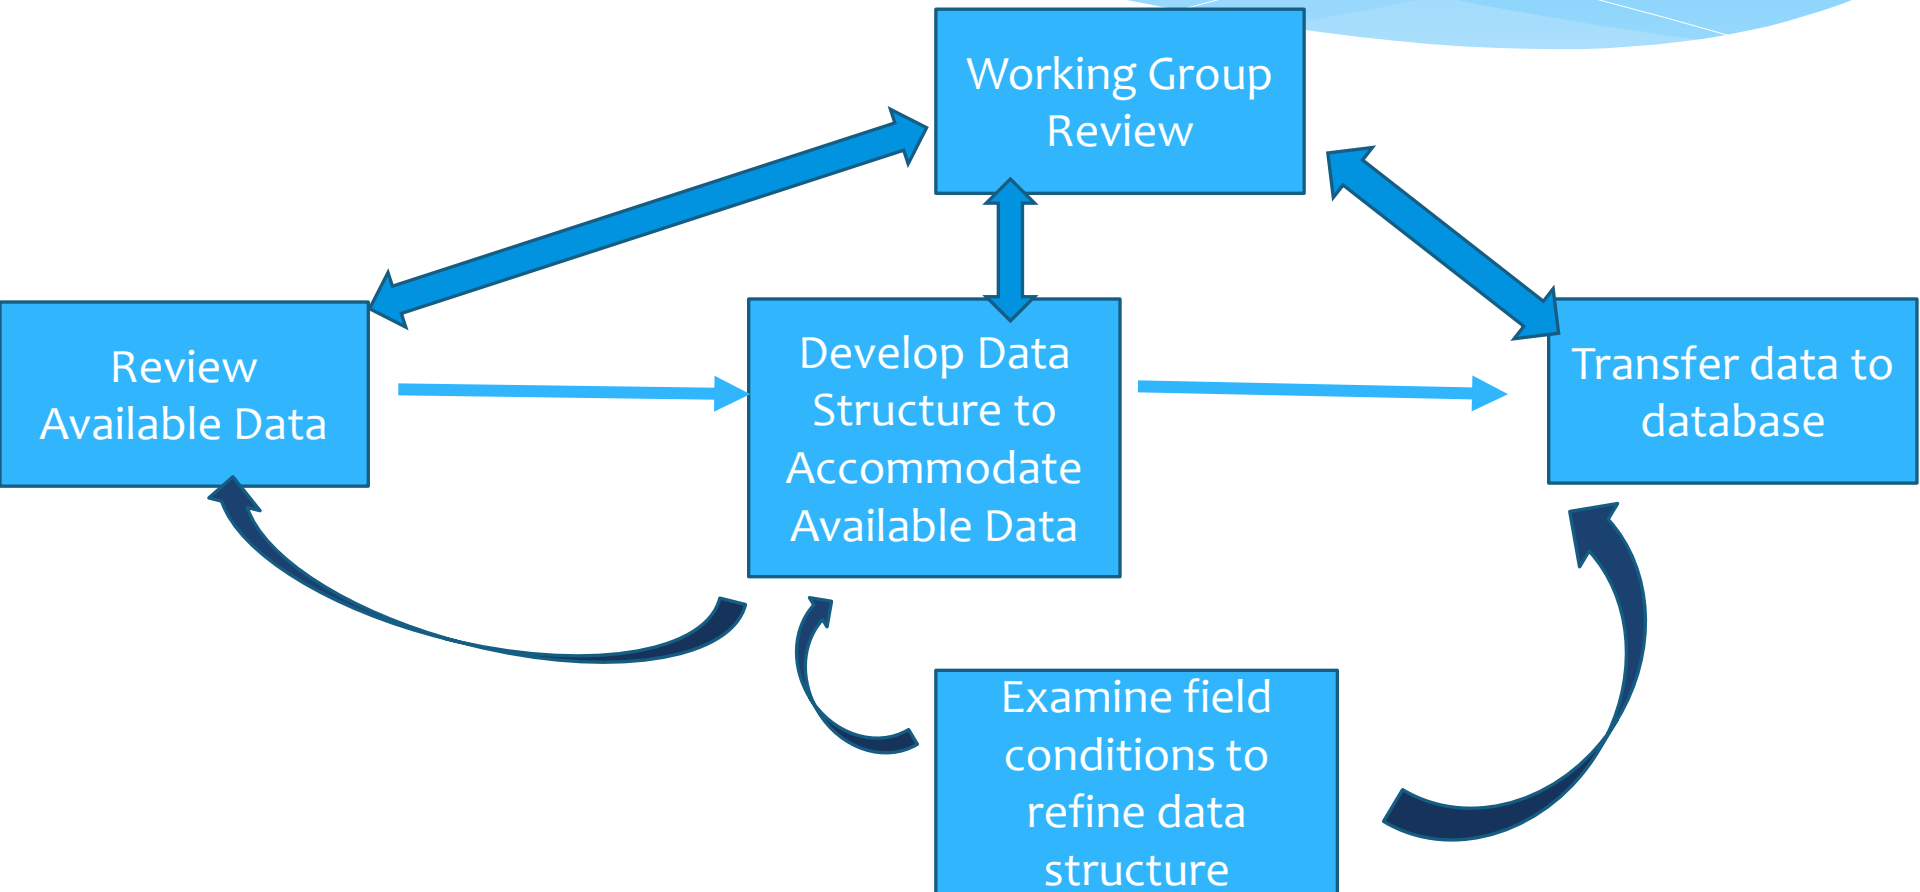 Working Group
Review
Review
Available Data
Develop Data
Structure to
Accommodate
Available Data
Transfer data to
database
Examine field
conditions to
refine data
structure